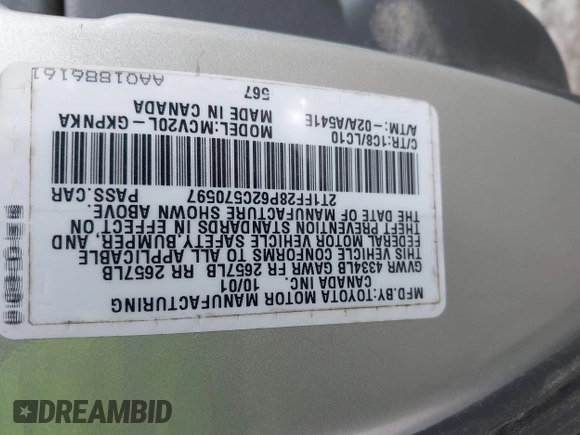 MFD.BY:TOYOTA MOTOR MANUFACTURING
CANADA INC. 10/01
GVWR 4334LB GAWR FR 2657LB RR 2657LB
THIS VEHICLE CONFORMS TO ALL APPLICABLE
FEDERAL MOTOR VEHICLE SAFETY,BUMPER, AND
THEFT PREVENTION STANDARDS IN EFFECT ON
THE DATE OF MANUFACTURE SHOWN ABOVE.
2T1FF28P62C570597 PASS.CAR
C/TR:1C8/LC10 MODEL:MCV20L-GKPNKA
A/TM:-02A/A541E MADE IN CANADA
567
AA01886161
DREAMBID